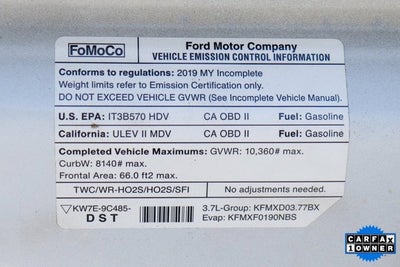 FoMoCo
Ford Motor Company
VEHICLE EMISSION CONTROL INFORMATION
Conforms to regulations: 2019 MY Incomplete
Weight limits refer to Emission Certification only.
DO NOT EXCEED VEHICLE GVWR (See Incomplete Vehicle Manual).
U.S. EPA: IT3B570 HDV CA OBD II Fuel: Gasoline
California: ULEV II MDV CA OBD II Fuel: Gasoline
Completed Vehicle Maximums: GVWR: 10,360# max.
CurbW: 8140# max.
Frontal Area: 66.0 ft2 max.
TWC/WR-HO2S/HO2S/SFI No adjustments needed.
KW7E-9C485-
DST
3.7L-Group: KFMXD03.77BX
Evap: KFMXF0190NBS
CARFAX
1 OWNER